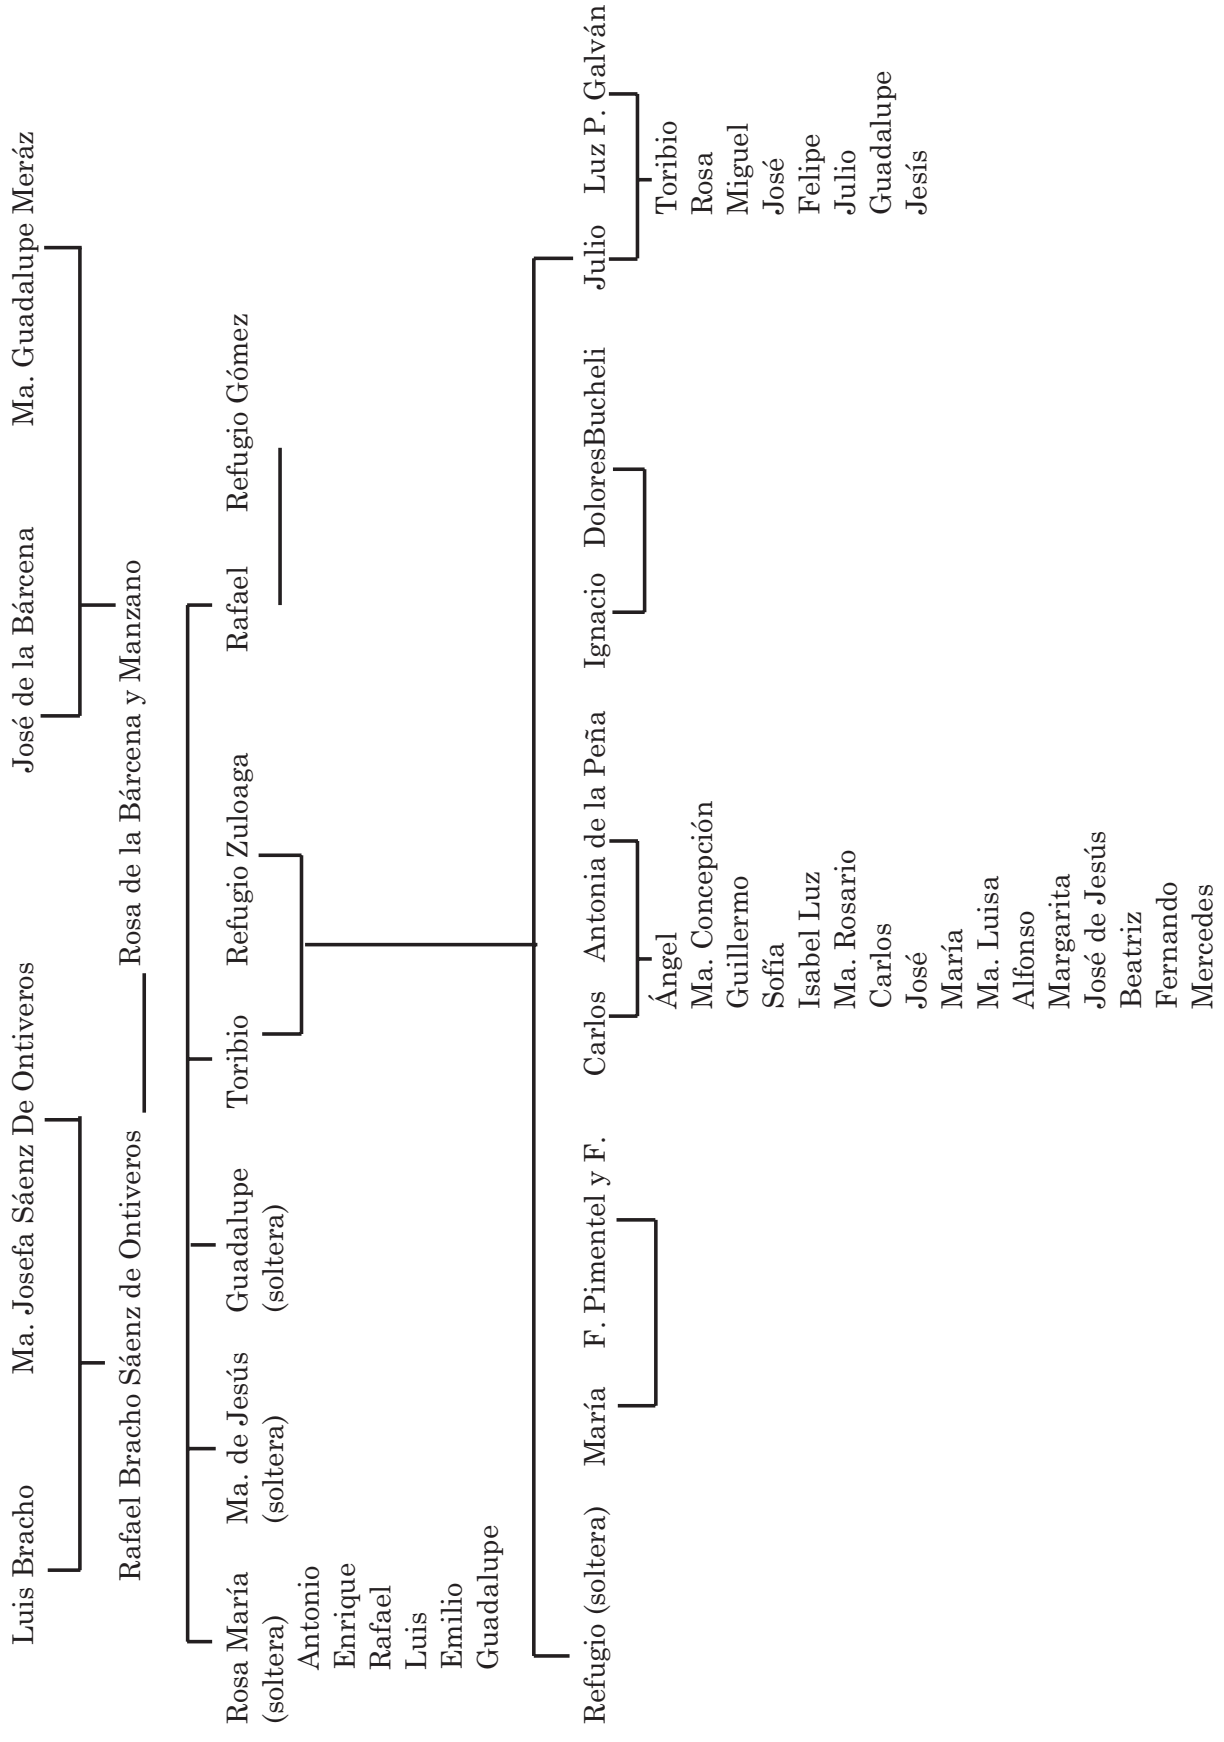 Luis Bracho
Ma. Josefa Sáenz De Ontiveros
José de la Bárcena
Ma. Guadalupe Meráz
Rafael Bracho Sáenz de Ontiveros
Rosa de la Bárcena y Manzano
Rosa María
(soltera)
Antonio
Enrique
Rafael
Luis
Emilio
Guadalupe
Ma. de Jesús
(soltera)
Guadalupe
(soltera)
Toribio
Refugio Zuloaga
Rafael
Refugio Gómez
Refugio (soltera)
María
F. Pimentel y F.
Carlos
Antonia de la Peña
Ángel
Ma. Concepción
Guillermo
Sofía
Isabel Luz
Ma. Rosario
Carlos
José
María
Ma. Luisa
Alfonso
Margarita
José de Jesús
Beatriz
Fernando
Mercedes
Ignacio
DoloresBucheli
Julio
Luz P. Galván
Toribio
Rosa
Miguel
José
Felipe
Julio
Guadalupe
Jesís